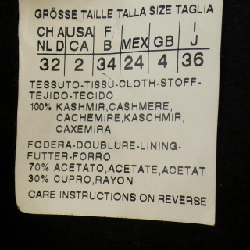 GRÖSSE TAILLE TALLA SIZE TAGLIA
CH A USA F
NL D CA B MEX GB J
32 2 34 24 4 36
TESSUTO-TISSU-CLOTH-STOFF-
TEJIDO-TECIDO
100% KASHMIR,CASHMERE,
CACHEMIRE,KASCHMIR,
CAXEMIRA
FODERA-DOUBLURE-LINING-
FUTTER-FORRO
70% ACETATO,ACETATE,ACETAT
30% CUPRO,RAYON
CARE INSTRUCTIONS ON REVERSE